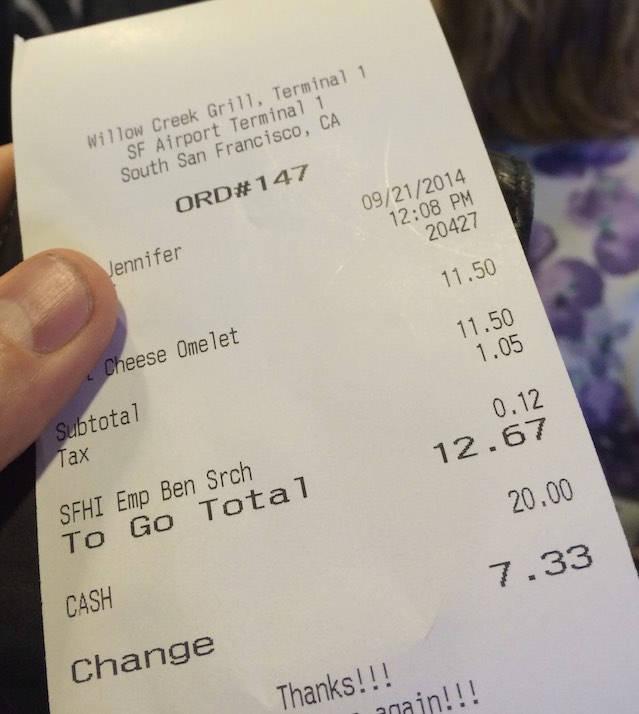 Willow Creek Grill, Terminal 1
SF Airport Terminal 1
South San Francisco, CA
ORD#147
09/21/2014
Jennifer 12:08 PM
20427
Cheese Omelet 11.50
Subtotal 11.50
Tax 1.05
SFHI Emp Ben Srch 0.12
To Go Total 12.67
CASH 20.00
Change 7.33
Thanks!!!
again!!!